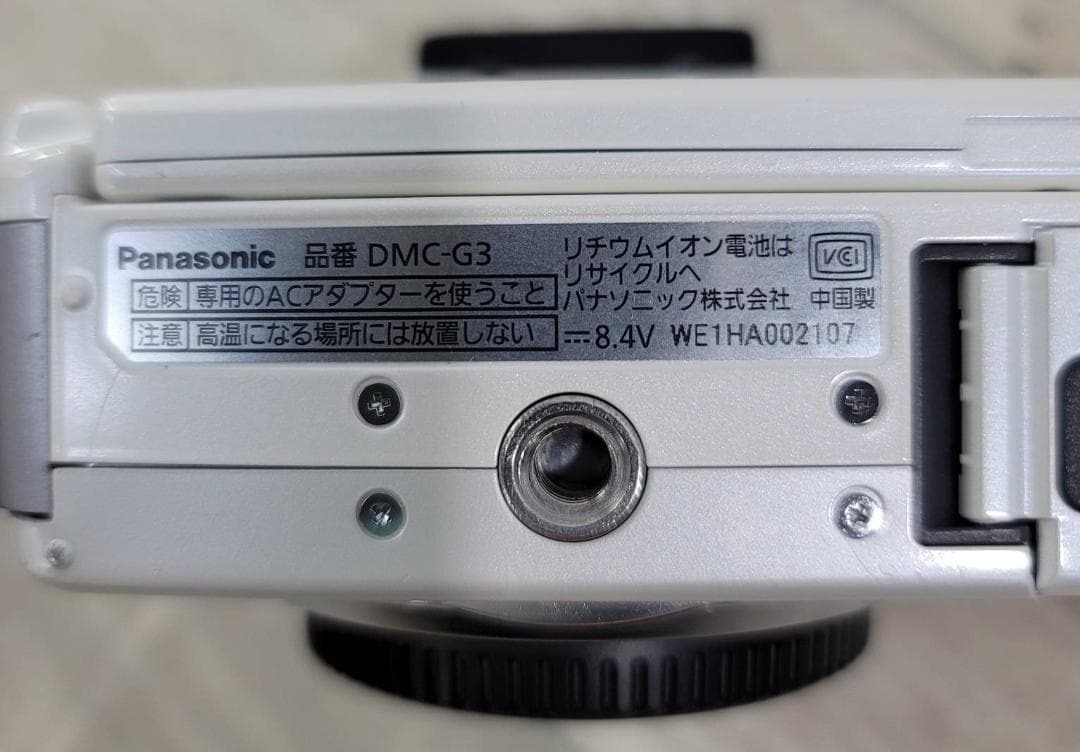 Panasonic 品番 DMC-G3
危険 専用のACアダプターを使うこと
注意 高温になる場所には放置しない
リチウムイオン電池は
リサイクルへ
パナソニック株式会社 中国製
⎓8.4V WE1HA002107
VCI